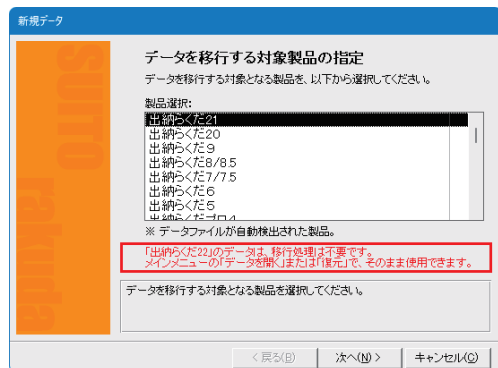 新規データ
suito
rakuda
データを移行する対象製品の指定
データを移行する対象となる製品を、以下から選択してください。
製品選択:
出納らくだ21
出納らくだ20
出納らくだ9
出納らくだ8/8.5
出納らくだ7/7.5
出納らくだ6
出納らくだ5
出納らくだプロ4
※ データファイルが自動検出された製品。
「出納らくだ22」のデータは、移行処理は不要です。
メインメニューの「データを開く」または「復元」で、そのまま使用できます。
データを移行する対象となる製品を選択してください。
< 戻る(B)
次へ(N) >
キャンセル(C)